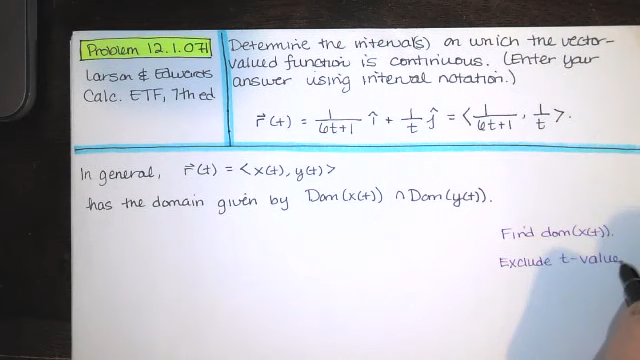 Problem 12.1.071
Larson & Edwards
Calc. ETF, 7th ed
Determine the interval(s) on which the vector-
valued function is continuous. (Enter your
answer using interval notation.)
r⃗(t) = 1/(6t+1) î + 1/t ĵ = <1/(6t+1), 1/t>.
In general, r⃗(t) = <x(t), y(t)>
has the domain given by Dom(x(t)) ∩ Dom(y(t)).
Find dom(x(t)).
Exclude t-value